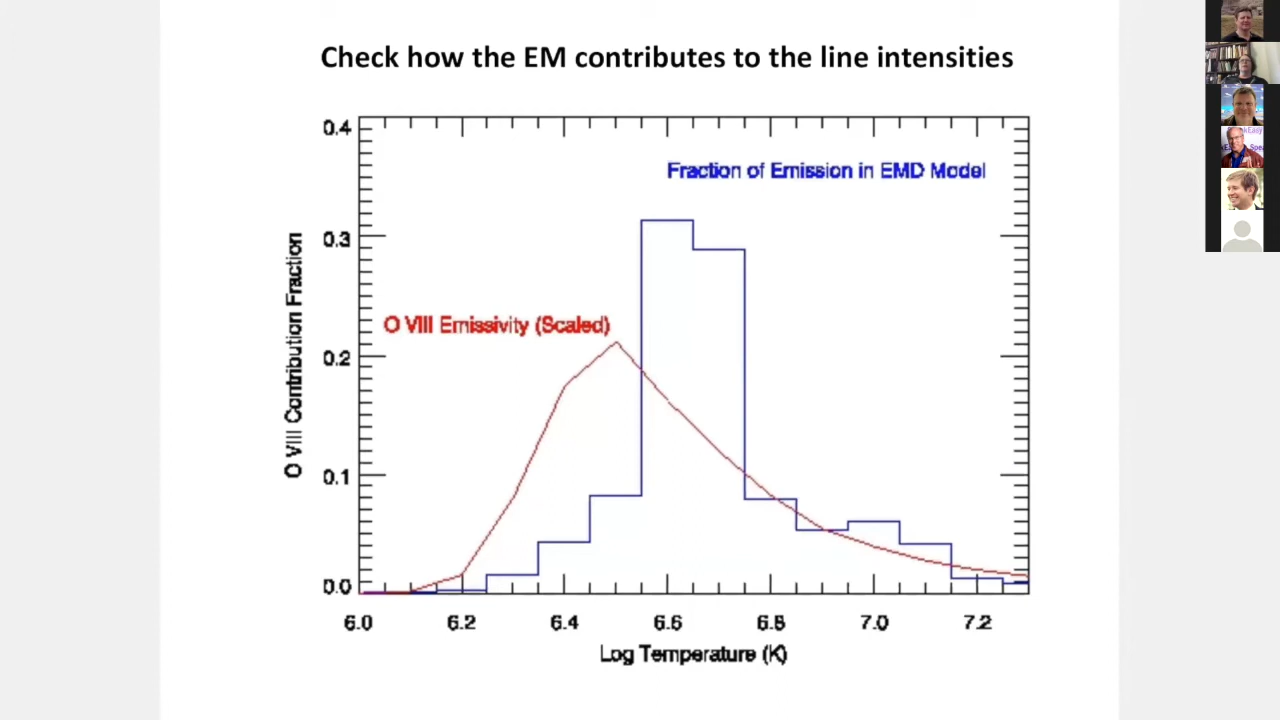 Check how the EM contributes to the line intensities
0.4
Fraction of Emission in EMD Model
0.3
O VIII Emissivity (Scaled)
0.2
O VIII Contribution Fraction
0.1
0.0
6.0 6.2 6.4 6.6 6.8 7.0 7.2
Log Temperature (K)